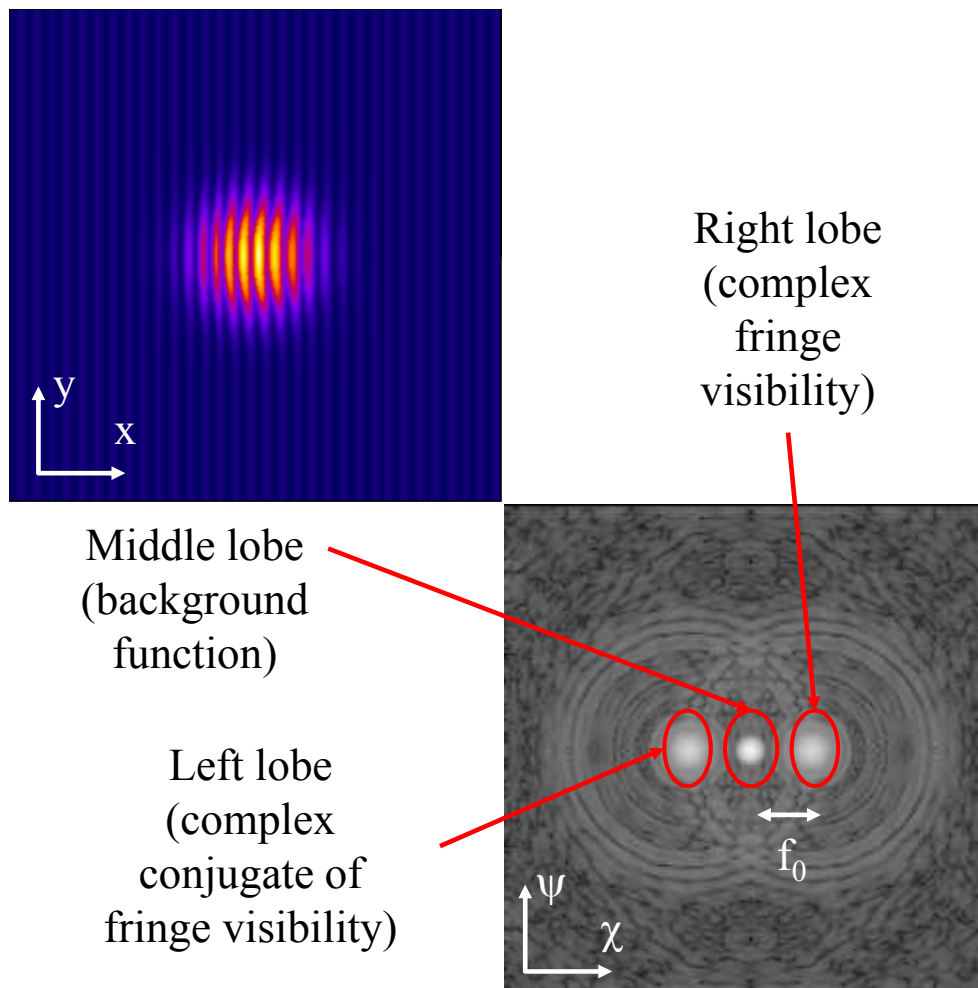 y
x
Right lobe
(complex
fringe
visibility)
Middle lobe
(background
function)
Left lobe
(complex
conjugate of
fringe visibility)
f₀
ψ
χ